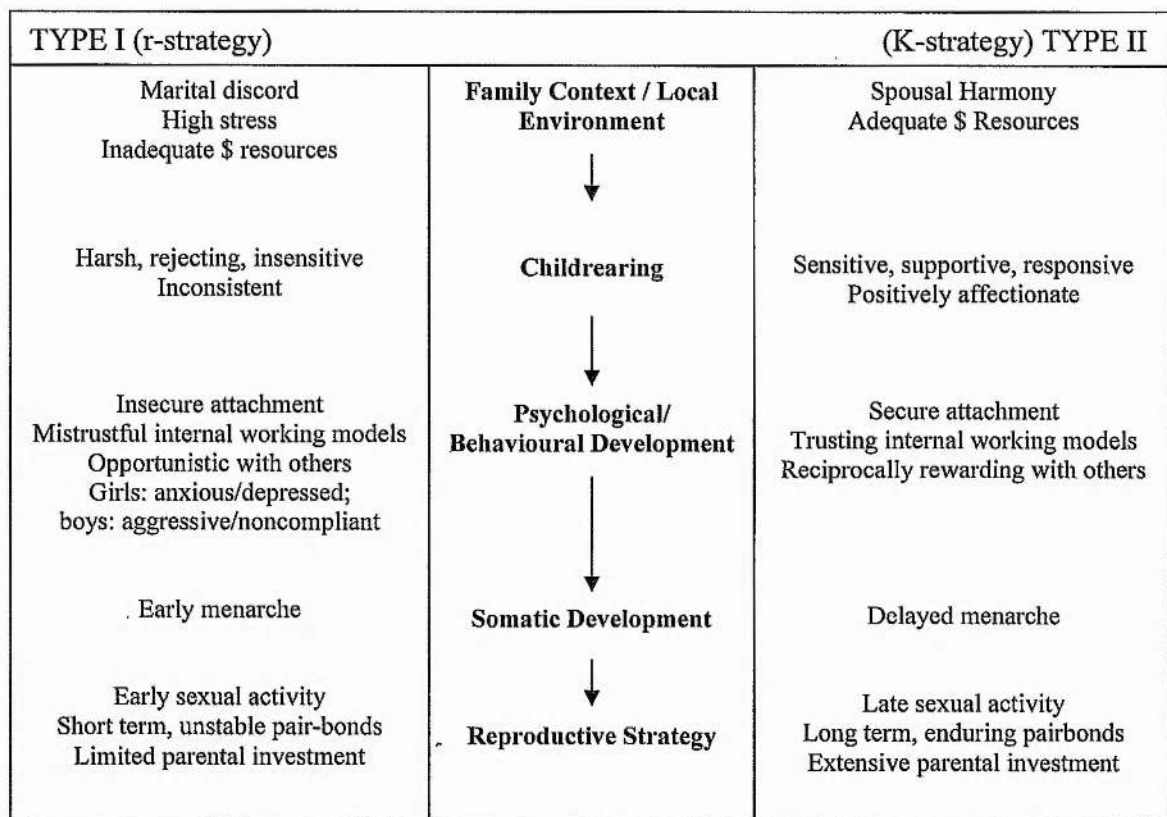 TYPE I (r-strategy)
(K-strategy) TYPE II
Marital discord
High stress
Inadequate $ resources
Family Context / Local
Environment
Spousal Harmony
Adequate $ Resources
Harsh, rejecting, insensitive
Inconsistent
Childrearing
Sensitive, supportive, responsive
Positively affectionate
Insecure attachment
Mistrustful internal working models
Opportunistic with others
Girls: anxious/depressed;
boys: aggressive/noncompliant
Psychological/
Behavioural Development
Secure attachment
Trusting internal working models
Reciprocally rewarding with others
Early menarche
Somatic Development
Delayed menarche
Early sexual activity
Short term, unstable pair-bonds
Limited parental investment
Reproductive Strategy
Late sexual activity
Long term, enduring pairbonds
Extensive parental investment